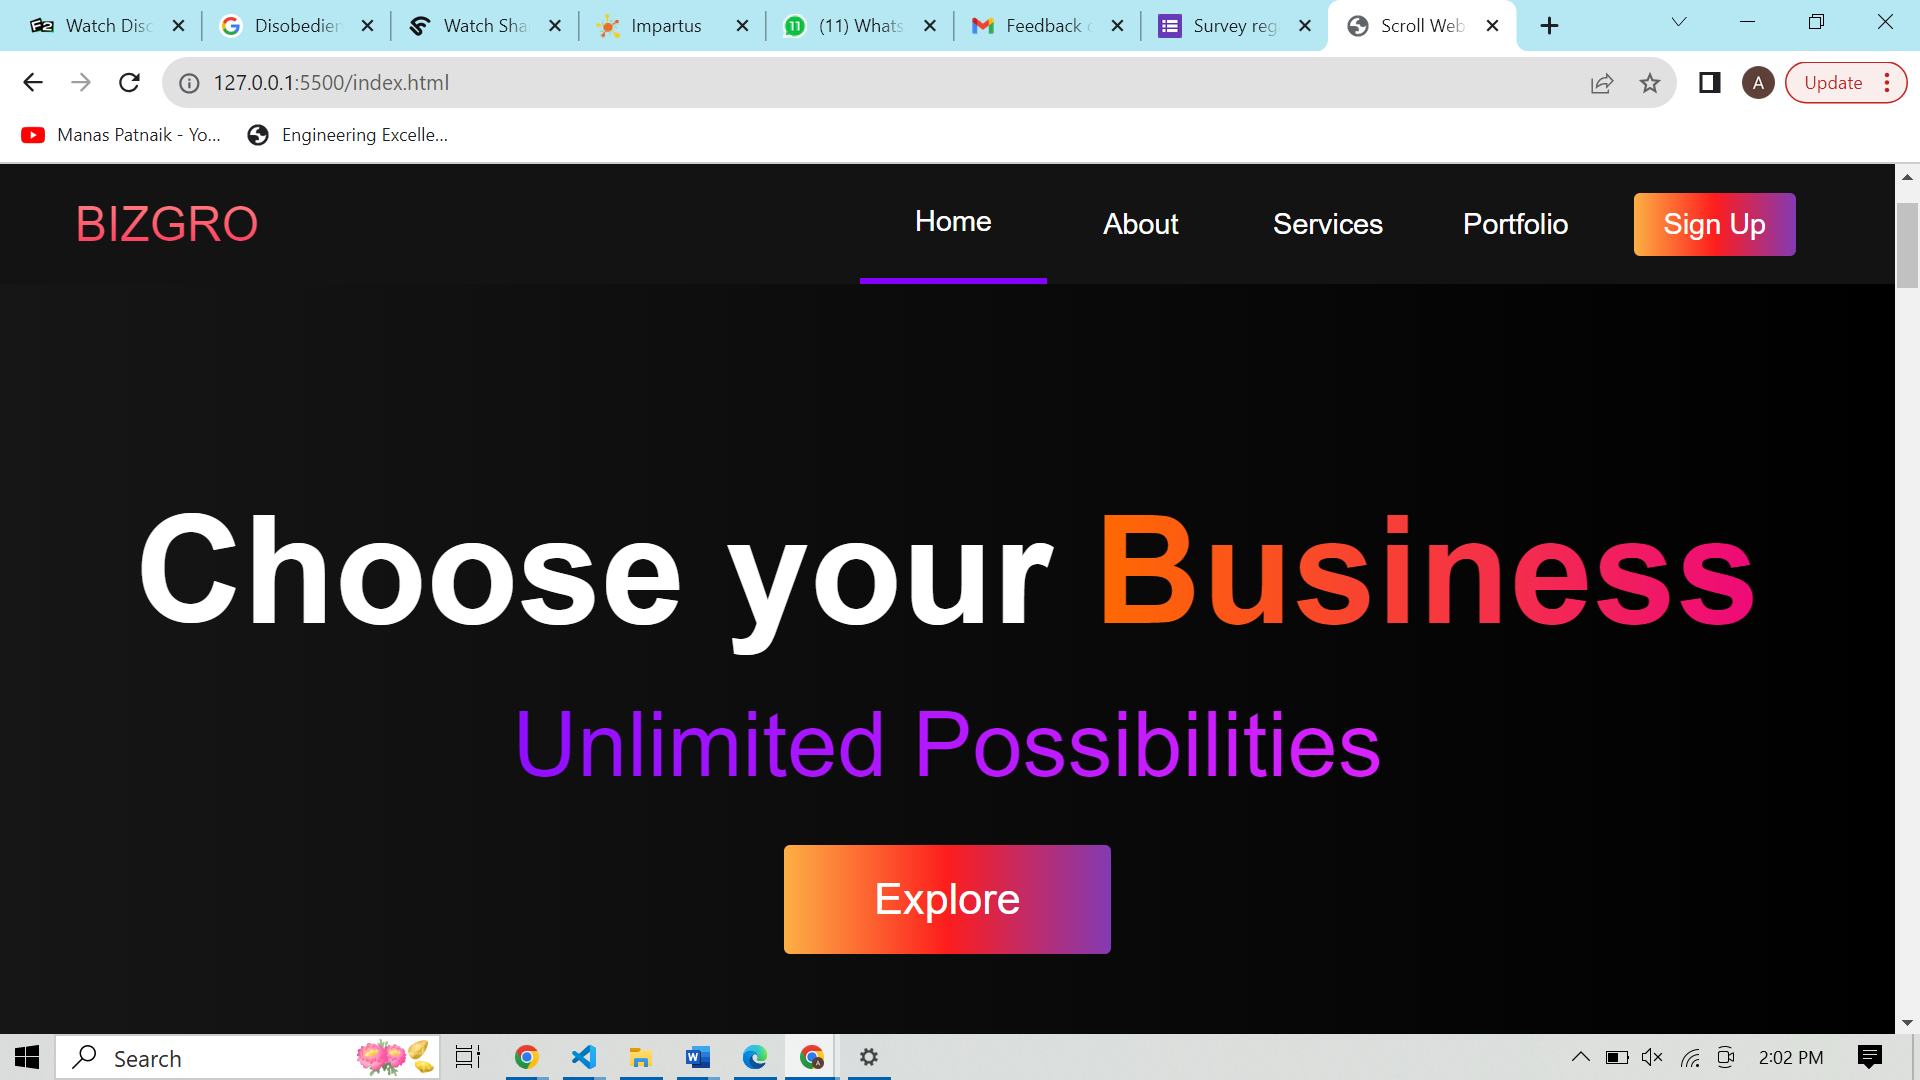 Watch Disc
Disobedien
Watch Sha
Impartus
(11) Whats
Feedback
Survey reg
Scroll Web
127.0.0.1:5500/index.html
A
Update
Manas Patnaik - Yo...
Engineering Excelle...
BIZGRO
Home
About
Services
Portfolio
Sign Up
Choose your Business
Unlimited Possibilities
Explore
Search
2:02 PM